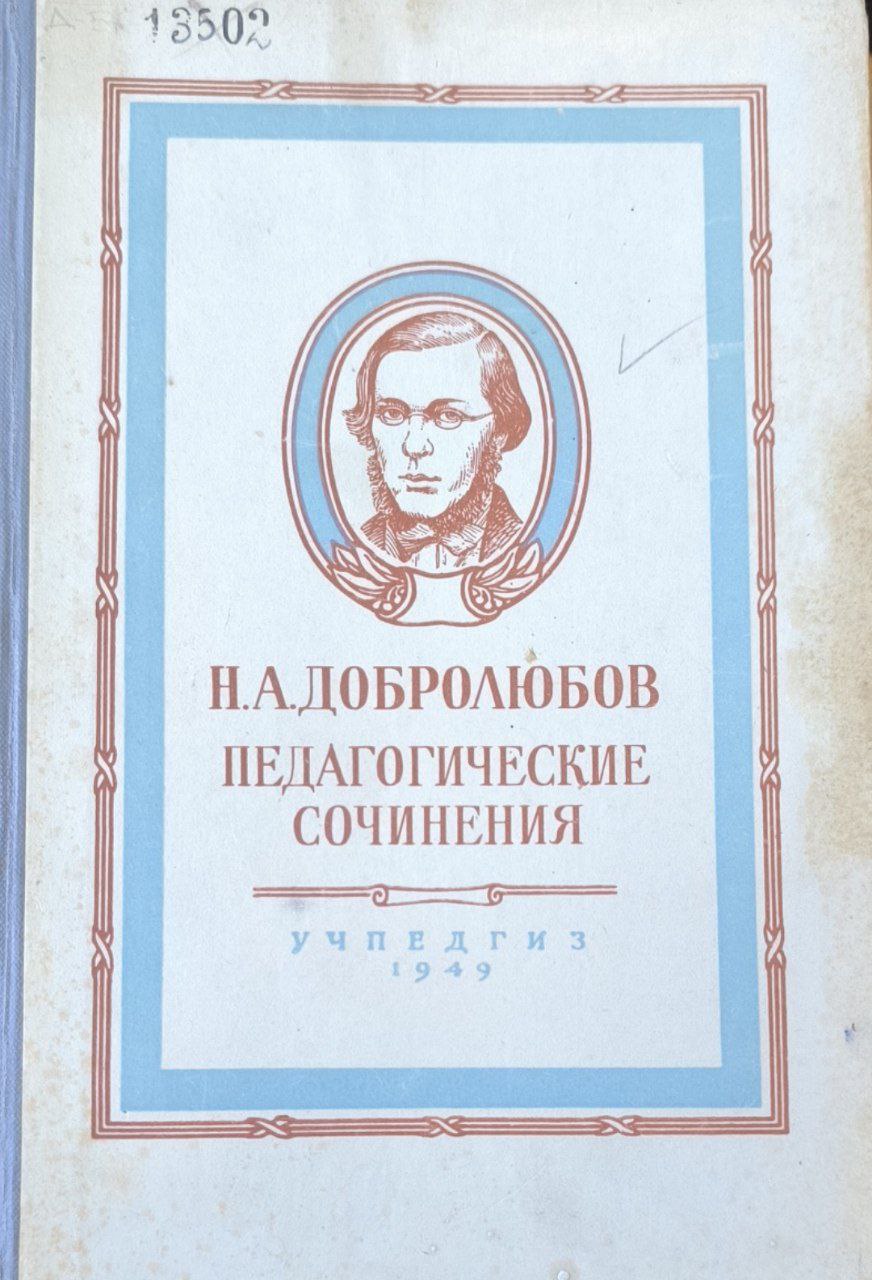 13502
Н.А.ДОБРОЛЮБОВ
ПЕДАГОГИЧЕСКИЕ
СОЧИНЕНИЯ
УЧПЕДГИЗ
1949